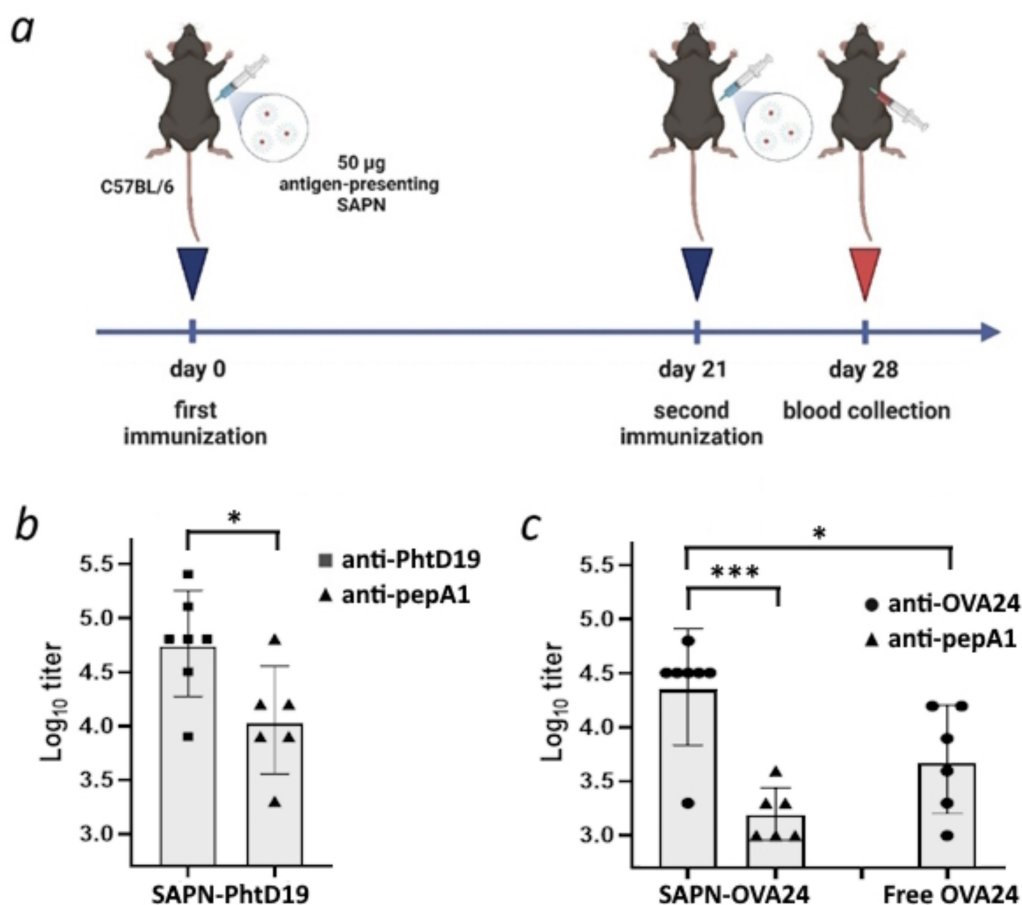 a
C57BL/6
50 µg
antigen-presenting
SAPN
day 0
first
immunization
day 21
second
immunization
day 28
blood collection
b
*
anti-PhtD19
anti-pepA1
Log₁₀ titer
5.5
5.0
4.5
4.0
3.5
3.0
SAPN-PhtD19
c
*
***
anti-OVA24
anti-pepA1
Log₁₀ titer
5.5
5.0
4.5
4.0
3.5
3.0
SAPN-OVA24
Free OVA24